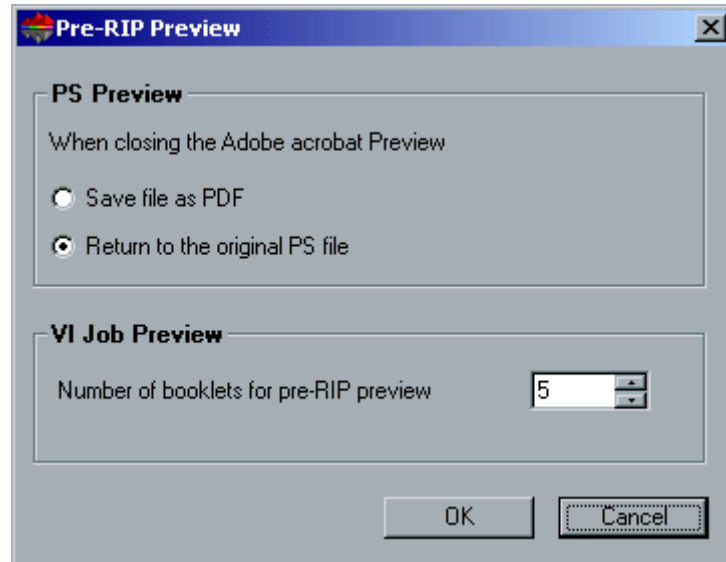 Pre-RIP Preview
PS Preview
When closing the Adobe acrobat Preview
Save file as PDF
Return to the original PS file
VI Job Preview
Number of booklets for pre-RIP preview 5
OK Cancel